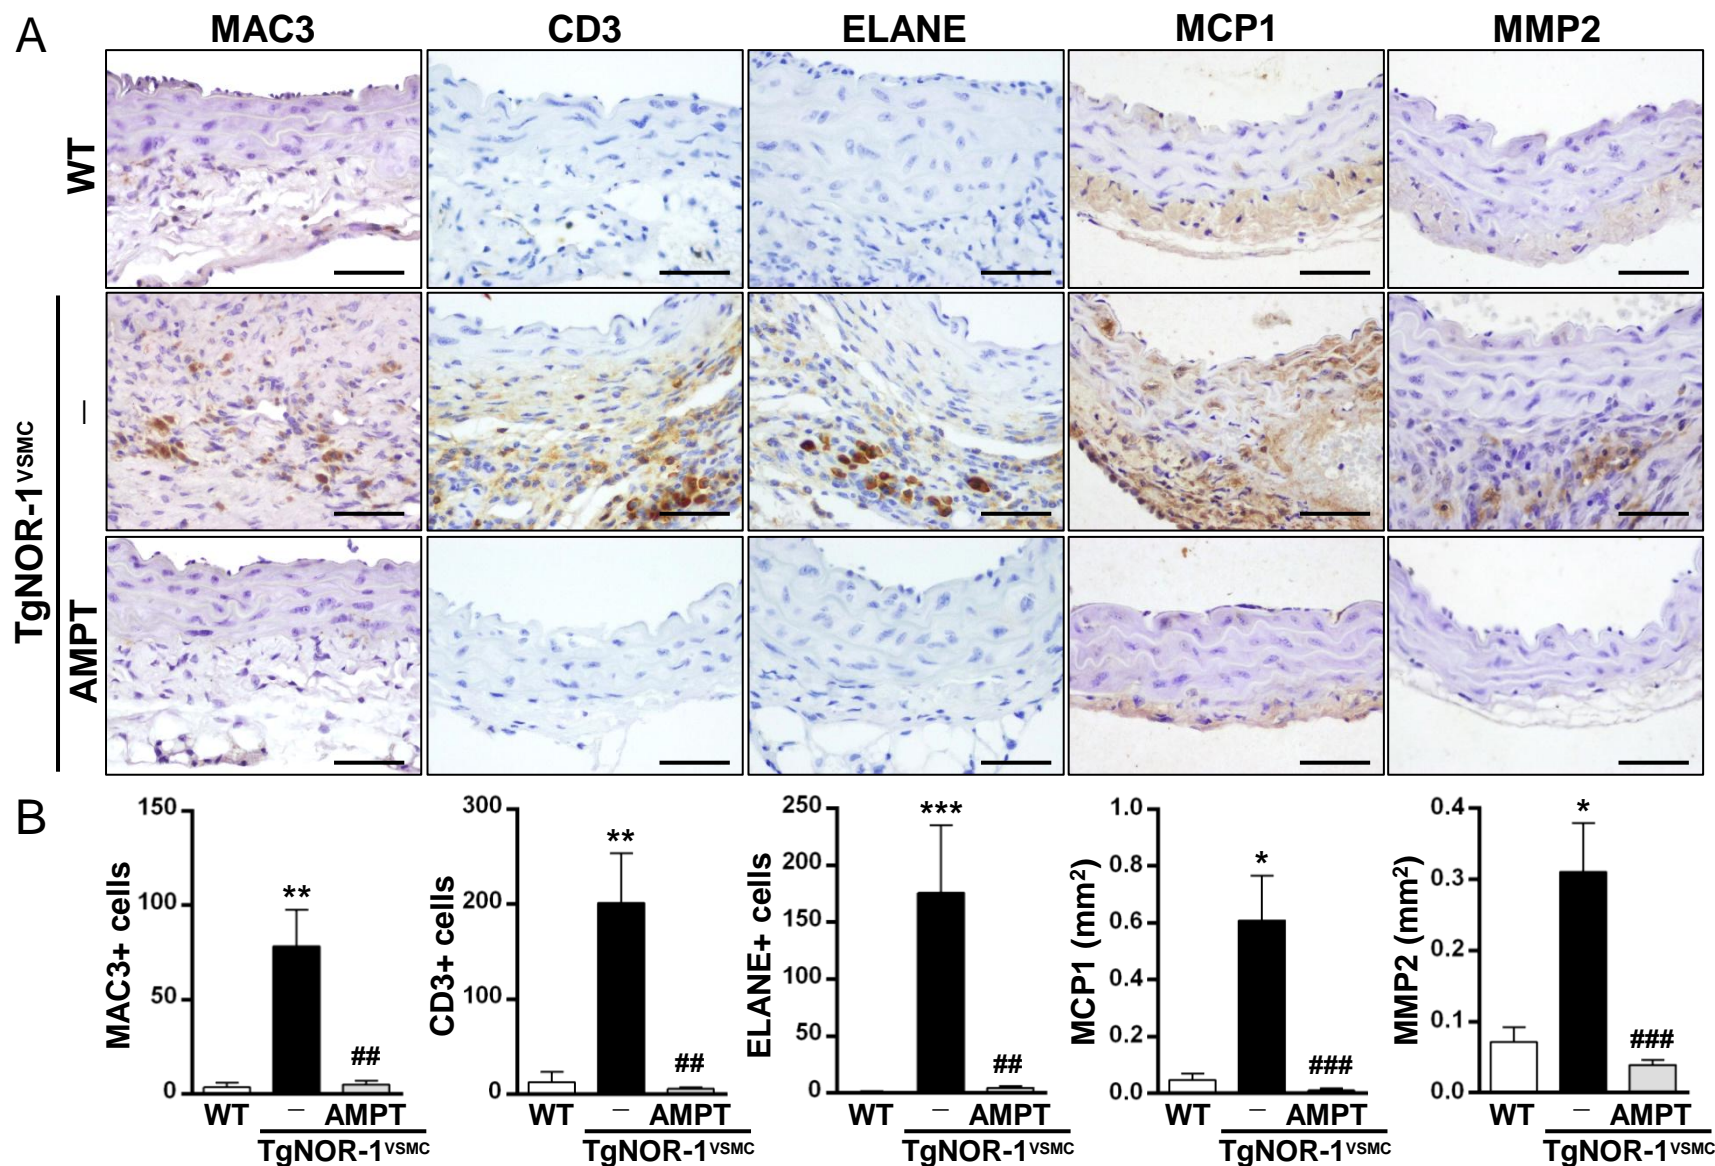 A
MAC3 CD3 ELANE MCP1 MMP2
WT
TgNOR-1VSMC
–
AMPT
B
MAC3+ cells
150
100
50
0
**
##
WT – AMPT
TgNOR-1VSMC
CD3+ cells
300
200
100
0
**
##
WT – AMPT
TgNOR-1VSMC
ELANE+ cells
250
200
150
100
50
0
***
##
WT – AMPT
TgNOR-1VSMC
MCP1 (mm2)
1.0
0.8
0.6
0.4
0.2
0.0
*
###
WT – AMPT
TgNOR-1VSMC
MMP2 (mm2)
0.4
0.3
0.2
0.1
0.0
*
###
WT – AMPT
TgNOR-1VSMC